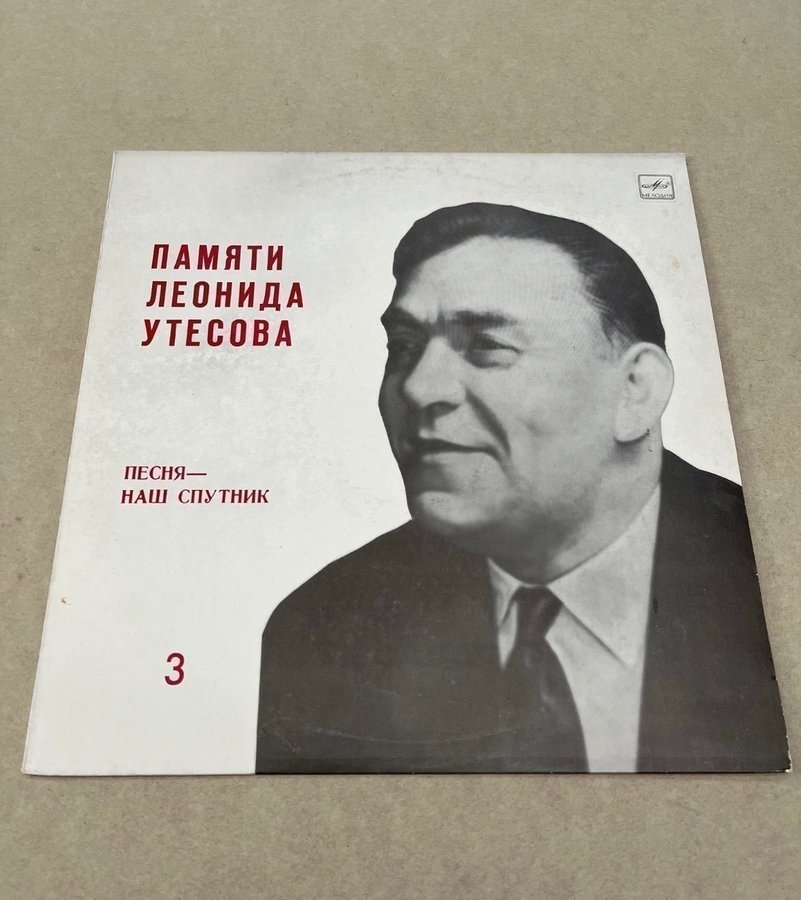 МЕЛОДИЯ
ПАМЯТИ
ЛЕОНИДА
УТЕСОВА
ПЕСНЯ—
НАШ СПУТНИК
3